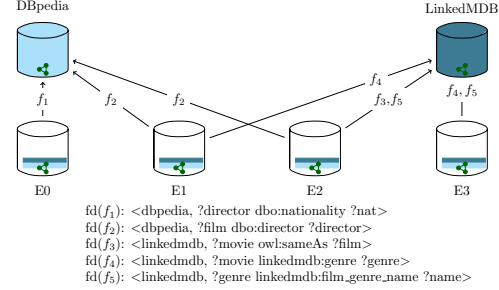 DBpedia
LinkedMDB
f4
f4, f5
f1
f2
f2
f3,f5
E0
E1
E2
E3
fd(f1): <dbpedia, ?director dbo:nationality ?nat>
fd(f2): <dbpedia, ?film dbo:director ?director>
fd(f3): <linkedmdb, ?movie owl:sameAs ?film>
fd(f4): <linkedmdb, ?movie linkedmdb:genre ?genre>
fd(f5): <linkedmdb, ?genre linkedmdb:film_genre_name ?name>